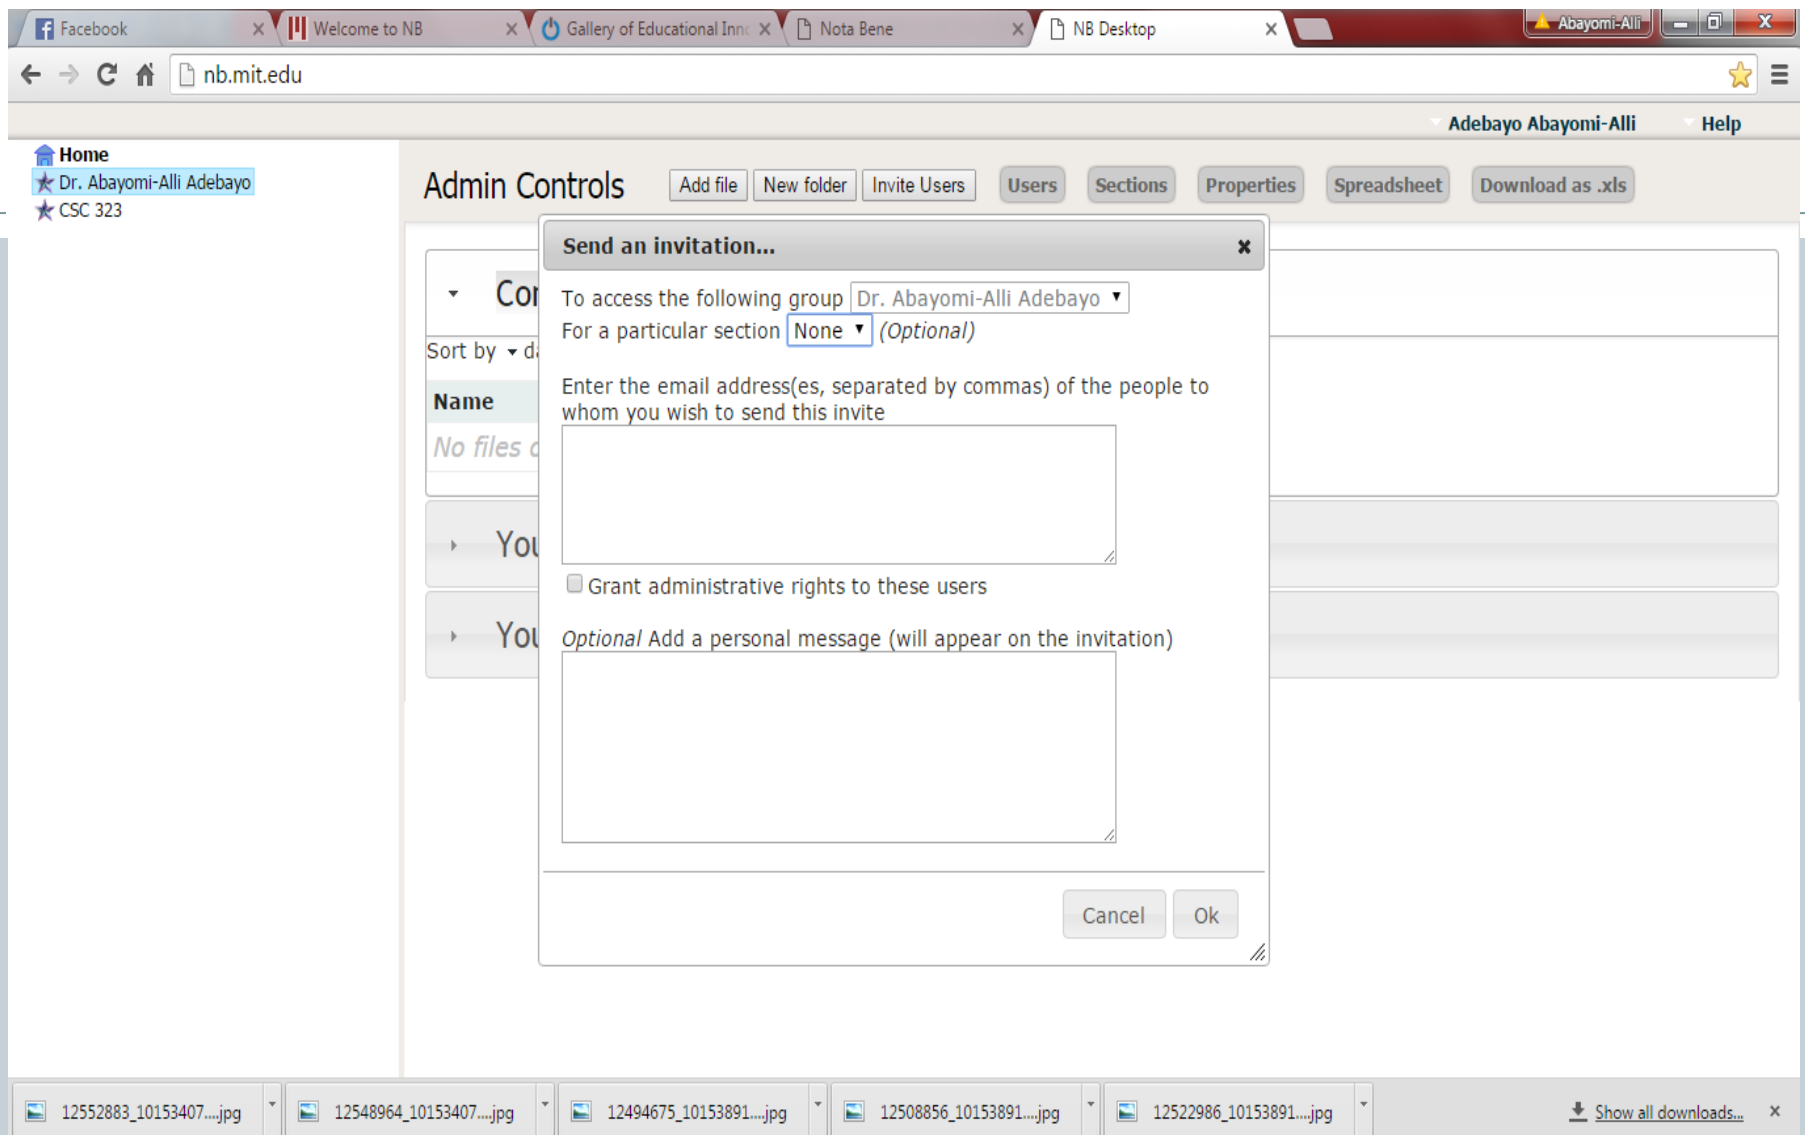 Facebook
Welcome to NB
Gallery of Educational Inno
Nota Bene
NB Desktop
Abayomi-Alli
nb.mit.edu
Adebayo Abayomi-Alli Help
Home
Dr. Abayomi-Alli Adebayo
CSC 323
Admin Controls Add file New folder Invite Users Users Sections Properties Spreadsheet Download as .xls
Send an invitation...
To access the following group Dr. Abayomi-Alli Adebayo
For a particular section None (Optional)
Sort by
Enter the email address(es, separated by commas) of the people to
whom you wish to send this invite
Name
No files
Grant administrative rights to these users
Optional Add a personal message (will appear on the invitation)
Cancel Ok
12552883_10153407....jpg 12548964_10153407....jpg 12494675_10153891....jpg 12508856_10153891....jpg 12522986_10153891....jpg Show all downloads...